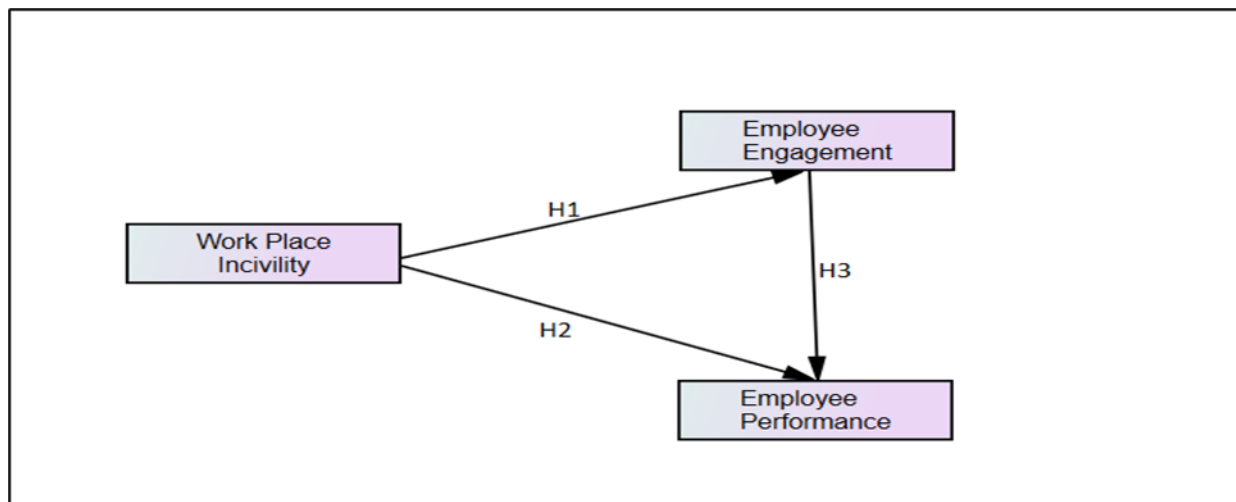 Employee
Engagement
H1
Work Place
Incivility
H3
H2
Employee
Performance